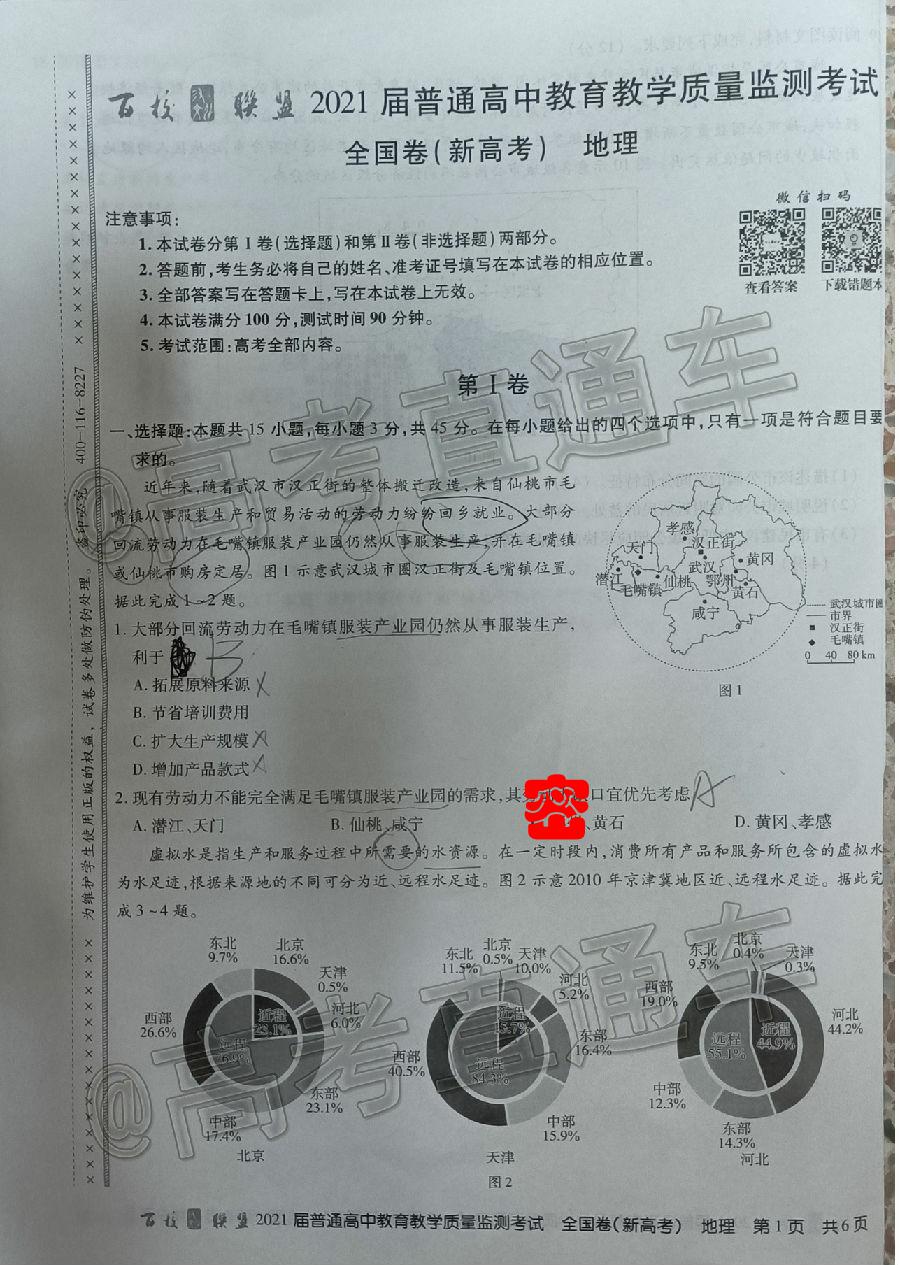 百校联盟 2021届普通高中教育教学质量监测考试
全国卷(新高考) 地理
微信扫码
查看答案 下载错题本
注意事项:
1.本试卷分第Ⅰ卷(选择题)和第Ⅱ卷(非选择题)两部分。
2.答题前,考生务必将自己的姓名、准考证号填写在本试卷的相应位置。
3.全部答案写在答题卡上,写在本试卷上无效。
4.本试卷满分100分,测试时间90分钟。
5.考试范围:高考全部内容。
第Ⅰ卷
一、选择题:本题共15小题,每小题3分,共45分。在每小题给出的四个选项中,只有一项是符合题目要
求的。
近年来,随着武汉市汉正街的整体搬迁改造,来自仙桃市毛
嘴镇从事服装生产和贸易活动的劳动力纷纷回乡就业。大部分
回流劳动力在毛嘴镇服装产业园仍然从事服装生产,并在毛嘴镇
或仙桃市购房定居。图1示意武汉城市圈汉正街及毛嘴镇位置。
据此完成1~2题。
孝感
汉正街
天门
武汉
黄冈
潜江
毛嘴镇
仙桃
鄂州
黄石
咸宁
武汉城市圈
市界
汉正街
毛嘴镇
0 40 80 km
图1
1.大部分回流劳动力在毛嘴镇服装产业园仍然从事服装生产,
利于 B
A.拓展原料来源
B.节省培训费用
C.扩大生产规模
D.增加产品款式
2.现有劳动力不能完全满足毛嘴镇服装产业园的需求,其 口宜优先考虑 A
A.潜江、天门 B.仙桃、咸宁 、黄石 D.黄冈、孝感
虚拟水是指生产和服务过程中所需要的水资源。在一定时段内,消费所有产品和服务所包含的虚拟水
为水足迹,根据来源地的不同可分为近、远程水足迹。图2示意2010年京津冀地区近、远程水足迹。据此完
成3~4题。
东北 9.7%
北京 16.6%
天津 0.5%
河北 6.0%
东部 23.1%
中部 17.4%
西部 26.6%
近程 23.1%
远程
北京
东北 11.5%
北京 0.5%
天津 10.0%
河北 5.2%
东部 16.4%
中部 15.9%
西部 40.5%
近程 15.7%
远程 84.3%
天津
东北 9.5%
北京 0.4%
天津 0.3%
河北 44.2%
东部 14.3%
中部 12.3%
西部 19.0%
近程 44.9%
远程 55.1%
河北
图2
百校联盟 2021届普通高中教育教学质量监测考试 全国卷(新高考) 地理 第1页 共6页
为维护学生使用正版的权益,试卷多处做防伪处理。 400-116-8227
@高考直通车
@高考直通车